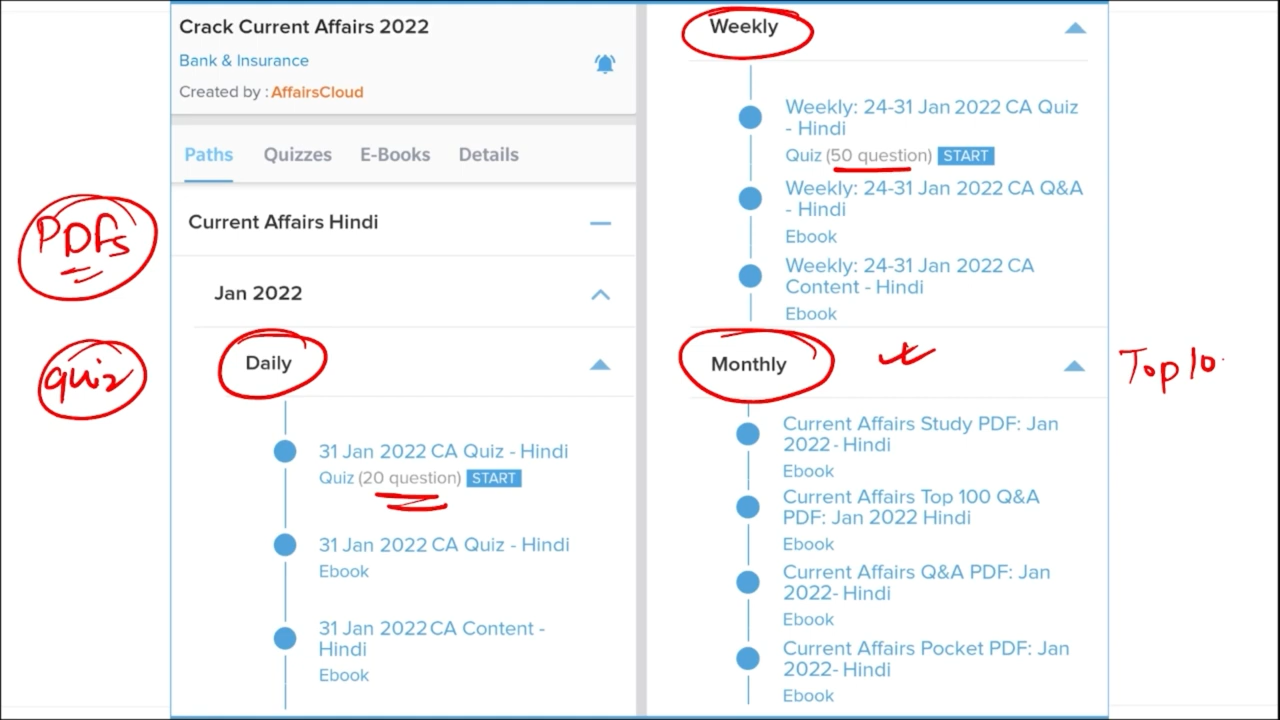 Crack Current Affairs 2022
Bank & Insurance
Created by : AffairsCloud
Paths Quizzes E-Books Details
PDFs
Current Affairs Hindi
Jan 2022
quiz
Daily
31 Jan 2022 CA Quiz - Hindi
Quiz (20 question) START
31 Jan 2022 CA Quiz - Hindi
Ebook
31 Jan 2022 CA Content -
Hindi
Ebook
Weekly
Weekly: 24-31 Jan 2022 CA Quiz
- Hindi
Quiz (50 question) START
Weekly: 24-31 Jan 2022 CA Q&A
- Hindi
Ebook
Weekly: 24-31 Jan 2022 CA
Content - Hindi
Ebook
Monthly
Top 10
Current Affairs Study PDF: Jan
2022- Hindi
Ebook
Current Affairs Top 100 Q&A
PDF: Jan 2022 Hindi
Ebook
Current Affairs Q&A PDF: Jan
2022- Hindi
Ebook
Current Affairs Pocket PDF: Jan
2022- Hindi
Ebook